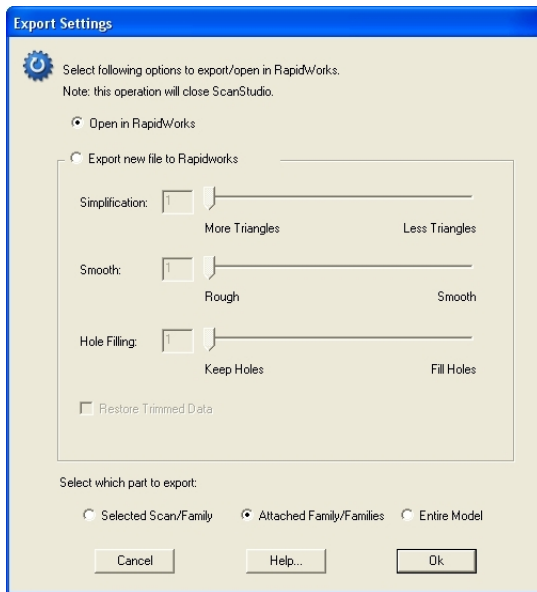 Export Settings
Select following options to export/open in RapidWorks.
Note: this operation will close ScanStudio.
Open in RapidWorks
Export new file to Rapidworks
Simplification: 1
More Triangles Less Triangles
Smooth: 1
Rough Smooth
Hole Filling: 1
Keep Holes Fill Holes
Restore Trimmed Data
Select which part to export:
Selected Scan/Family Attached Family/Families Entire Model
Cancel Help... Ok